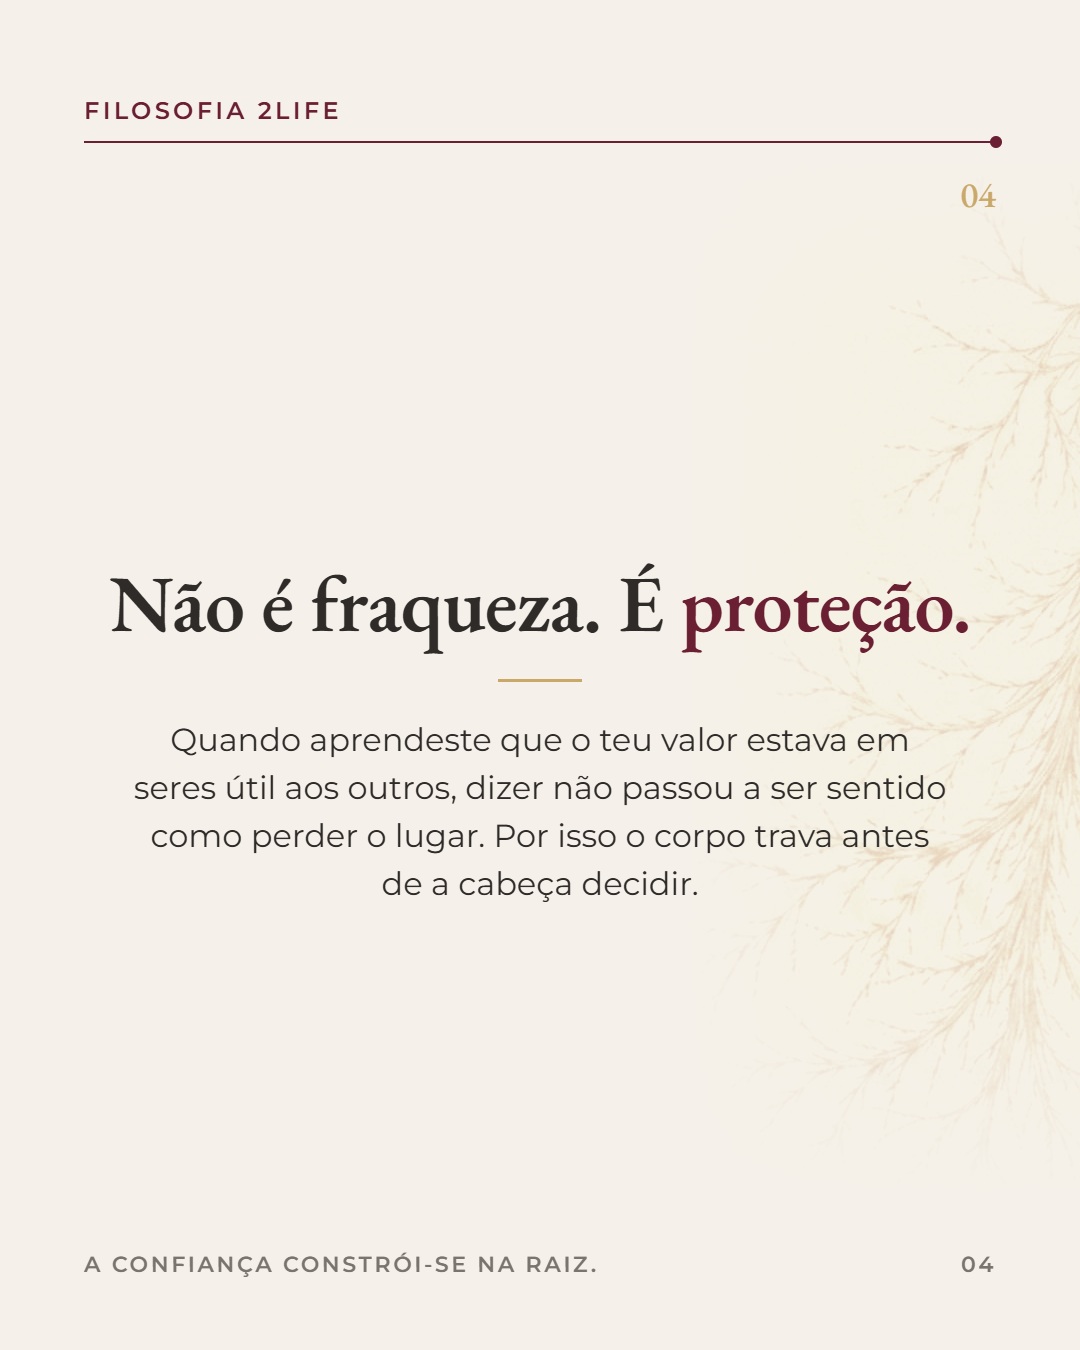 FILOSOFIA 2LIFE
04
Não é fraqueza. É proteção.
Quando aprendeste que o teu valor estava em
seres útil aos outros, dizer não passou a ser sentido
como perder o lugar. Por isso o corpo trava antes
de a cabeça decidir.
A CONFIANÇA CONSTRÓI-SE NA RAIZ.
04